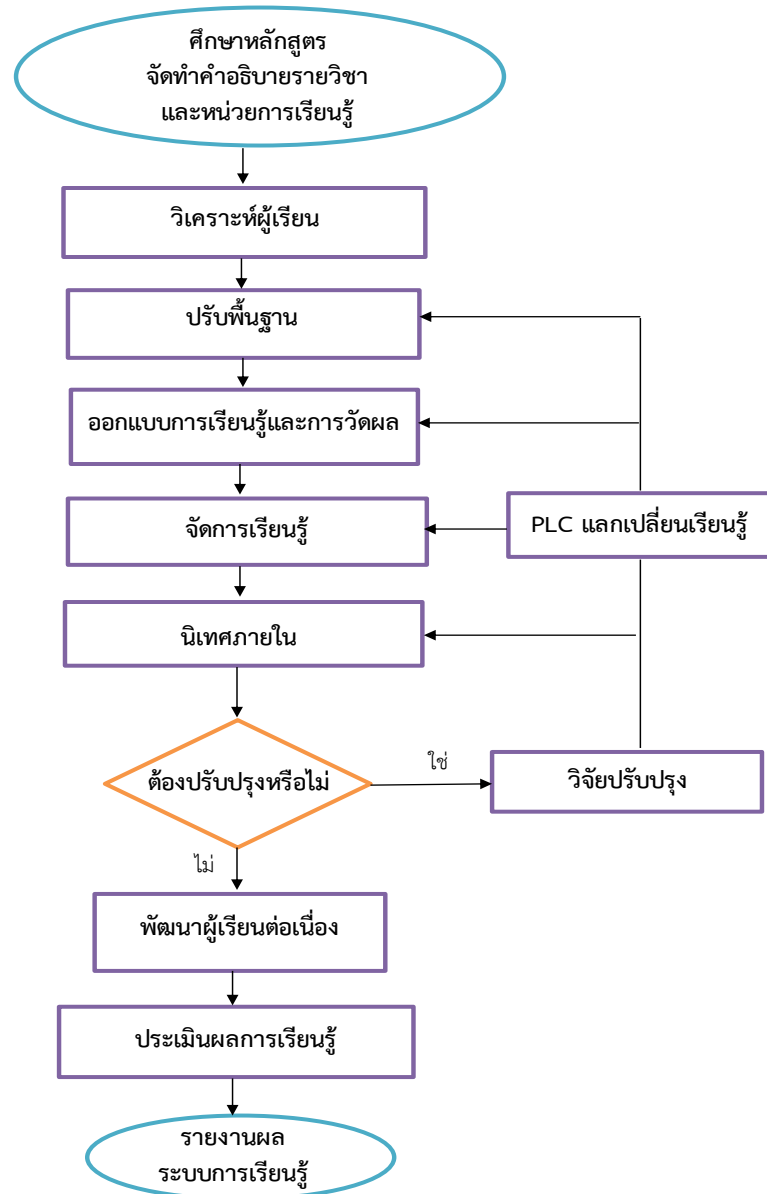 ศึกษาหลักสูตร
จัดทำคำอธิบายรายวิชา
และหน่วยการเรียนรู้
วิเคราะห์ผู้เรียน
ปรับพื้นฐาน
ออกแบบการเรียนรู้และการวัดผล
จัดการเรียนรู้
PLC แลกเปลี่ยนเรียนรู้
นิเทศภายใน
ต้องปรับปรุงหรือไม่
ใช่
วิจัยปรับปรุง
ไม่
พัฒนาผู้เรียนต่อเนื่อง
ประเมินผลการเรียนรู้
รายงานผล
ระบบการเรียนรู้